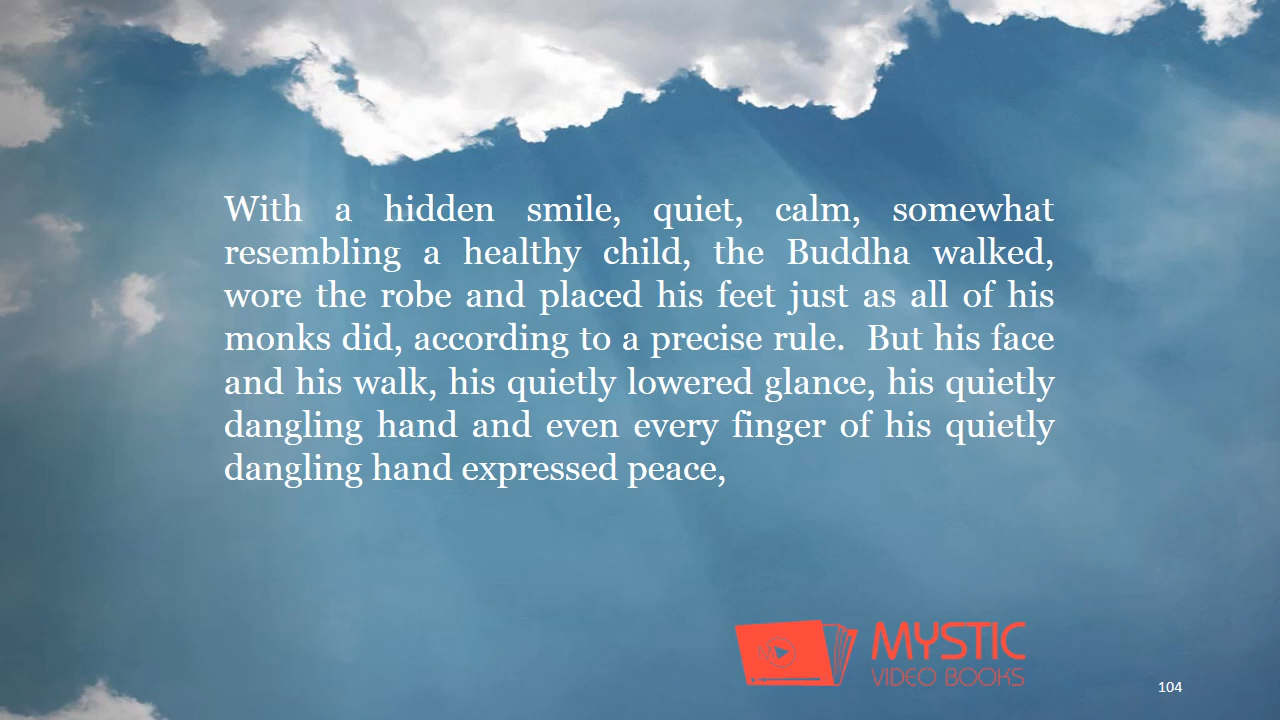 With a hidden smile, quiet, calm, somewhat
resembling a healthy child, the Buddha walked,
wore the robe and placed his feet just as all of his
monks did, according to a precise rule.  But his face
and his walk, his quietly lowered glance, his quietly
dangling hand and even every finger of his quietly
dangling hand expressed peace,
MYSTIC
VIDEO BOOKS
104